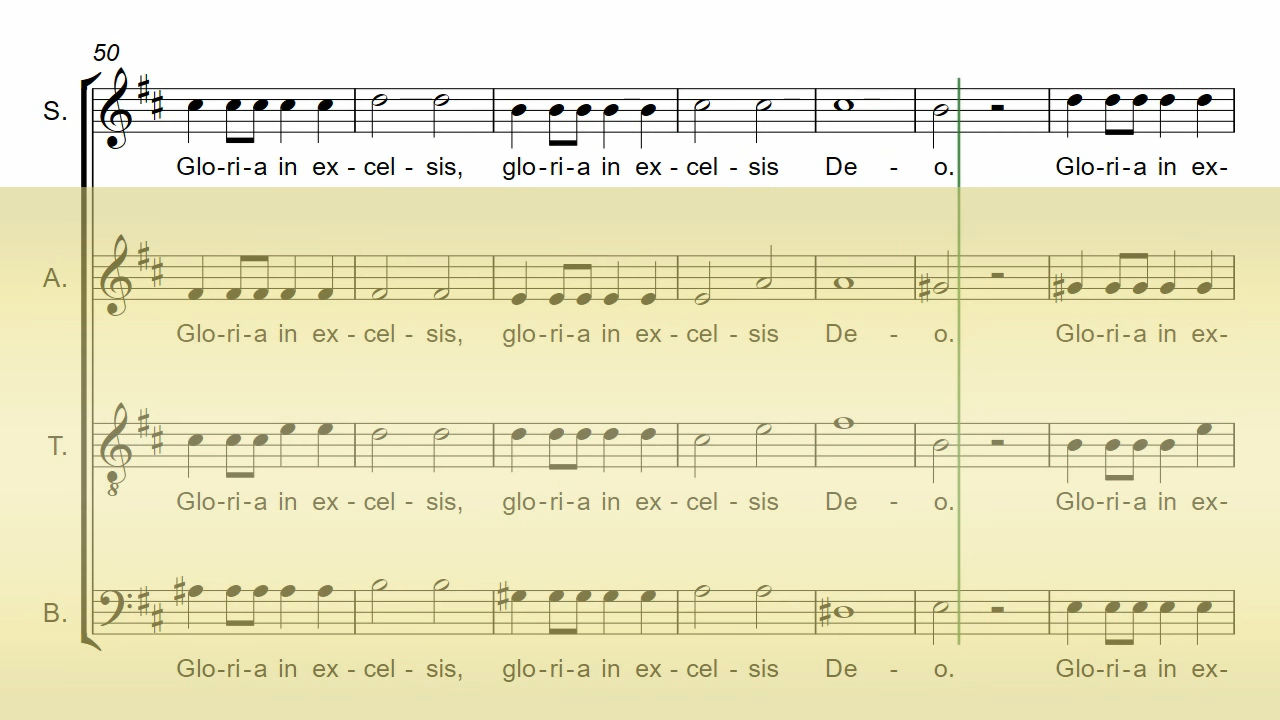 50
S.
Glo-ri-a in ex - cel - sis, glo-ri-a in ex - cel - sis De - o. Glo-ri-a in ex-
A.
Glo-ri-a in ex - cel - sis, glo-ri-a in ex - cel - sis De - o. Glo-ri-a in ex-
T.
8
Glo-ri-a in ex - cel - sis, glo-ri-a in ex - cel - sis De - o. Glo-ri-a in ex-
B.
Glo-ri-a in ex - cel - sis, glo-ri-a in ex - cel - sis De - o. Glo-ri-a in ex-